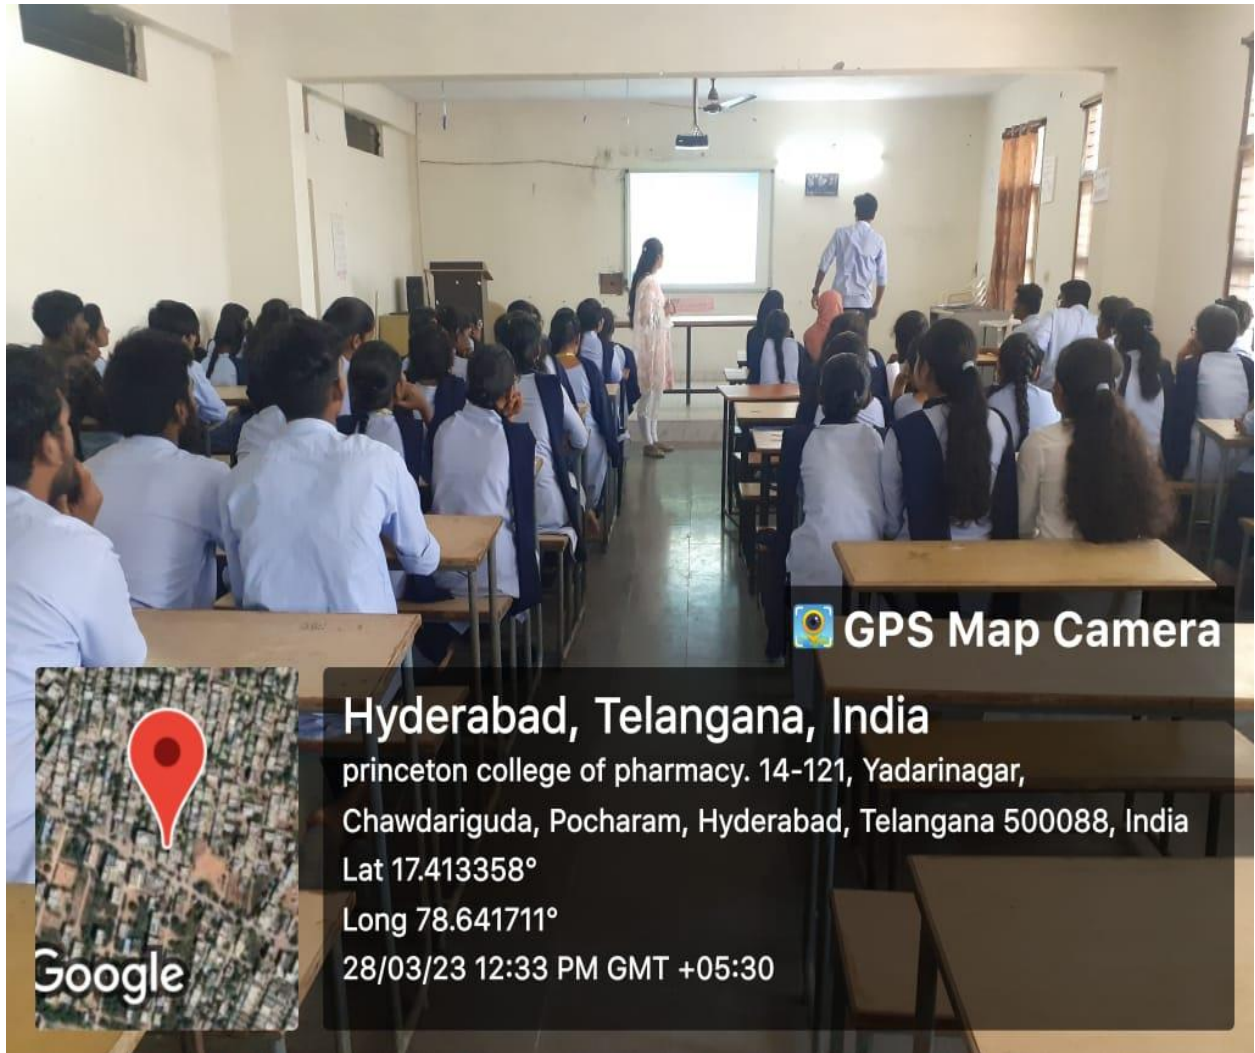 GPS Map Camera
Hyderabad, Telangana, India
princeton college of pharmacy. 14-121, Yadarinagar,
Chawdariguda, Pocharam, Hyderabad, Telangana 500088, India
Lat 17.413358°
Long 78.641711°
28/03/23 12:33 PM GMT +05:30
Google